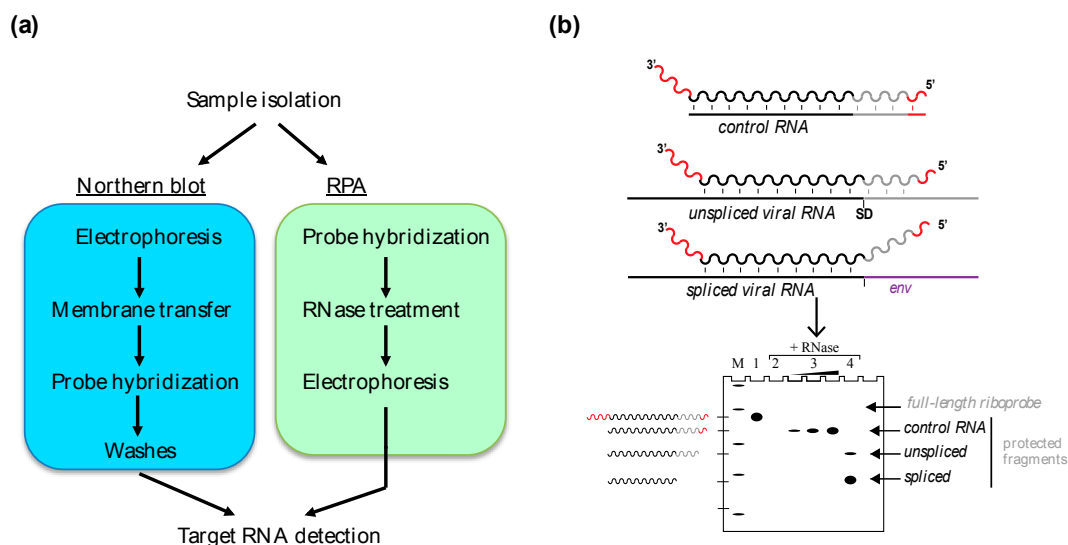 (a)
Sample isolation
Northern blot
Electrophoresis
Membrane transfer
Probe hybridization
Washes
RPA
Probe hybridization
RNase treatment
Electrophoresis
Target RNA detection
(b)
3’
5’
control RNA
3’
5’
unspliced viral RNA
SD
3’
5’
spliced viral RNA
env
+ RNase
M 1 2 3 4
full-length riboprobe
control RNA
unspliced
spliced
protected
fragments